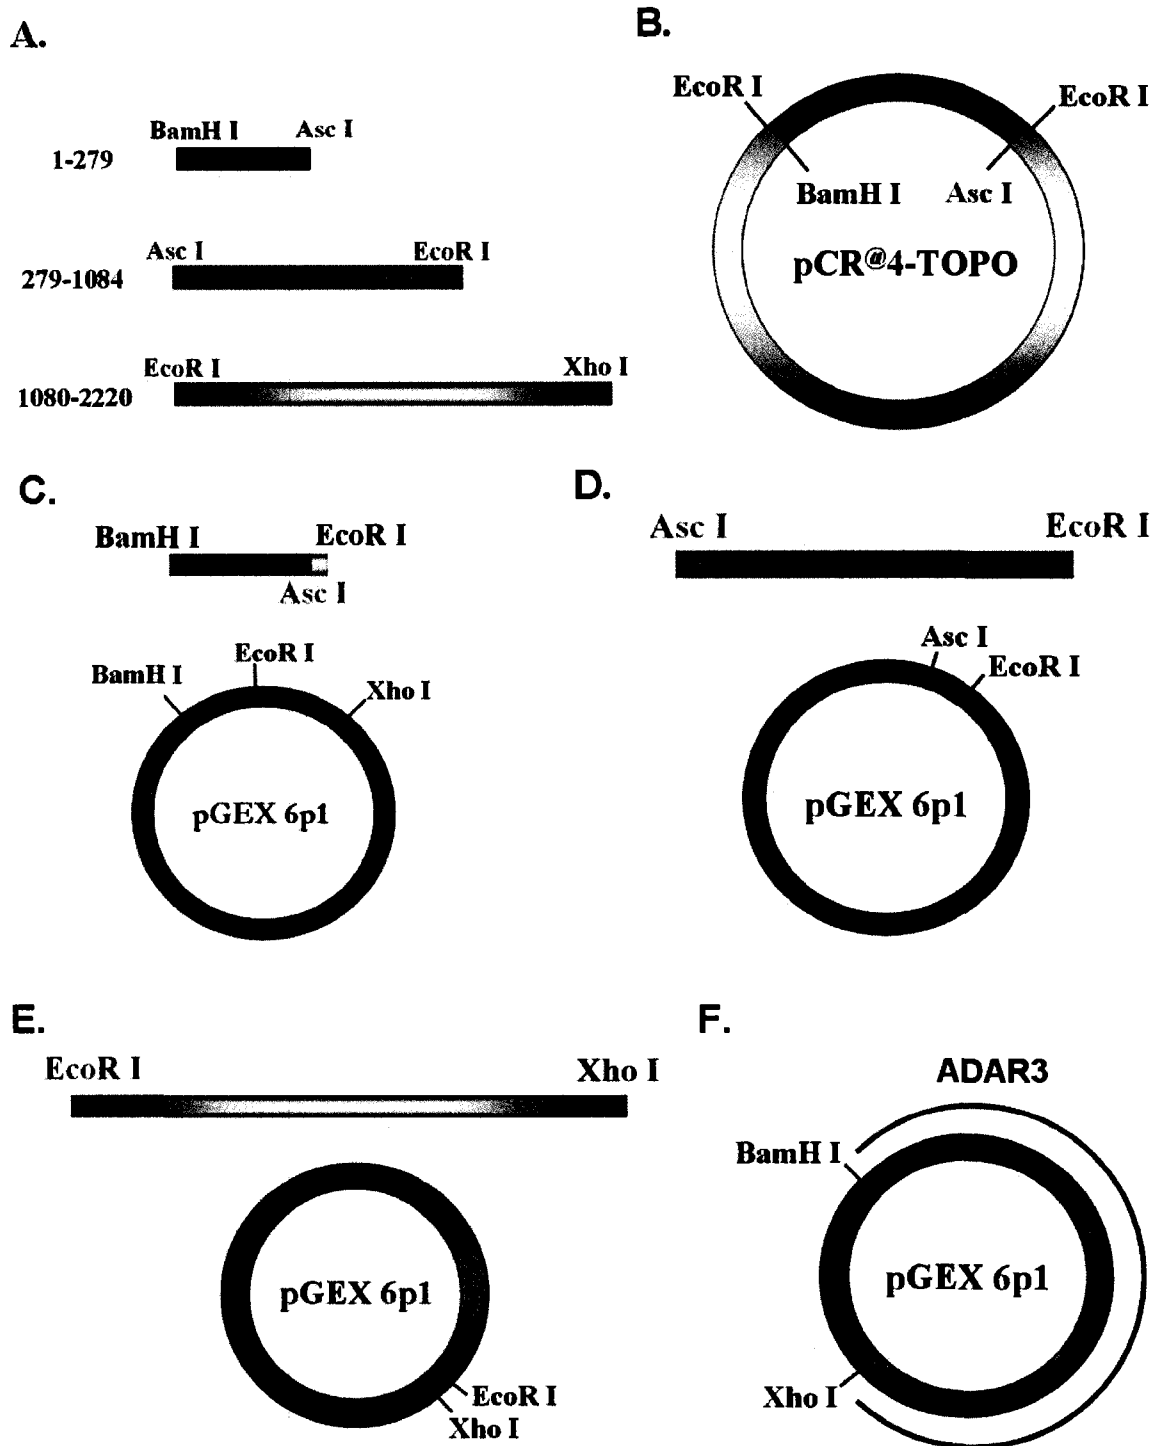 A.
BamH I Asc I
1-279
Asc I EcoR I
279-1084
EcoR I Xho I
1080-2220
B.
EcoR I EcoR I
BamH I Asc I
pCR@4-TOPO
C.
BamH I EcoR I
Asc I
EcoR I
BamH I
Xho I
pGEX 6p1
D.
Asc I EcoR I
Asc I
EcoR I
pGEX 6p1
E.
EcoR I Xho I
pGEX 6p1
EcoR I
Xho I
F.
ADAR3
BamH I
pGEX 6p1
Xho I